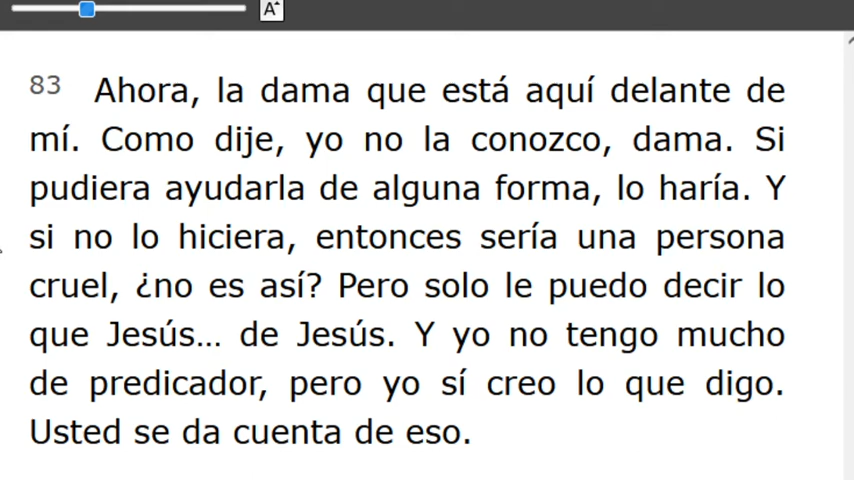 A
83 Ahora, la dama que está aquí delante de
mí. Como dije, yo no la conozco, dama. Si
pudiera ayudarla de alguna forma, lo haría. Y
si no lo hiciera, entonces sería una persona
cruel, ¿no es así? Pero solo le puedo decir lo
que Jesús... de Jesús. Y yo no tengo mucho
de predicador, pero yo sí creo lo que digo.
Usted se da cuenta de eso.